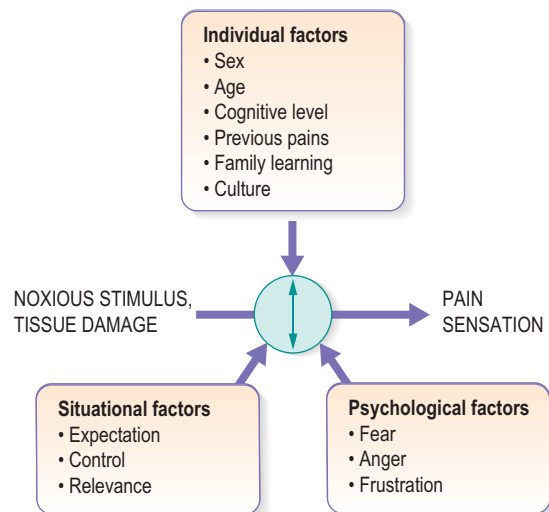 Individual factors
• Sex
• Age
• Cognitive level
• Previous pains
• Family learning
• Culture
NOXIOUS STIMULUS,
TISSUE DAMAGE
PAIN
SENSATION
Situational factors
• Expectation
• Control
• Relevance
Psychological factors
• Fear
• Anger
• Frustration